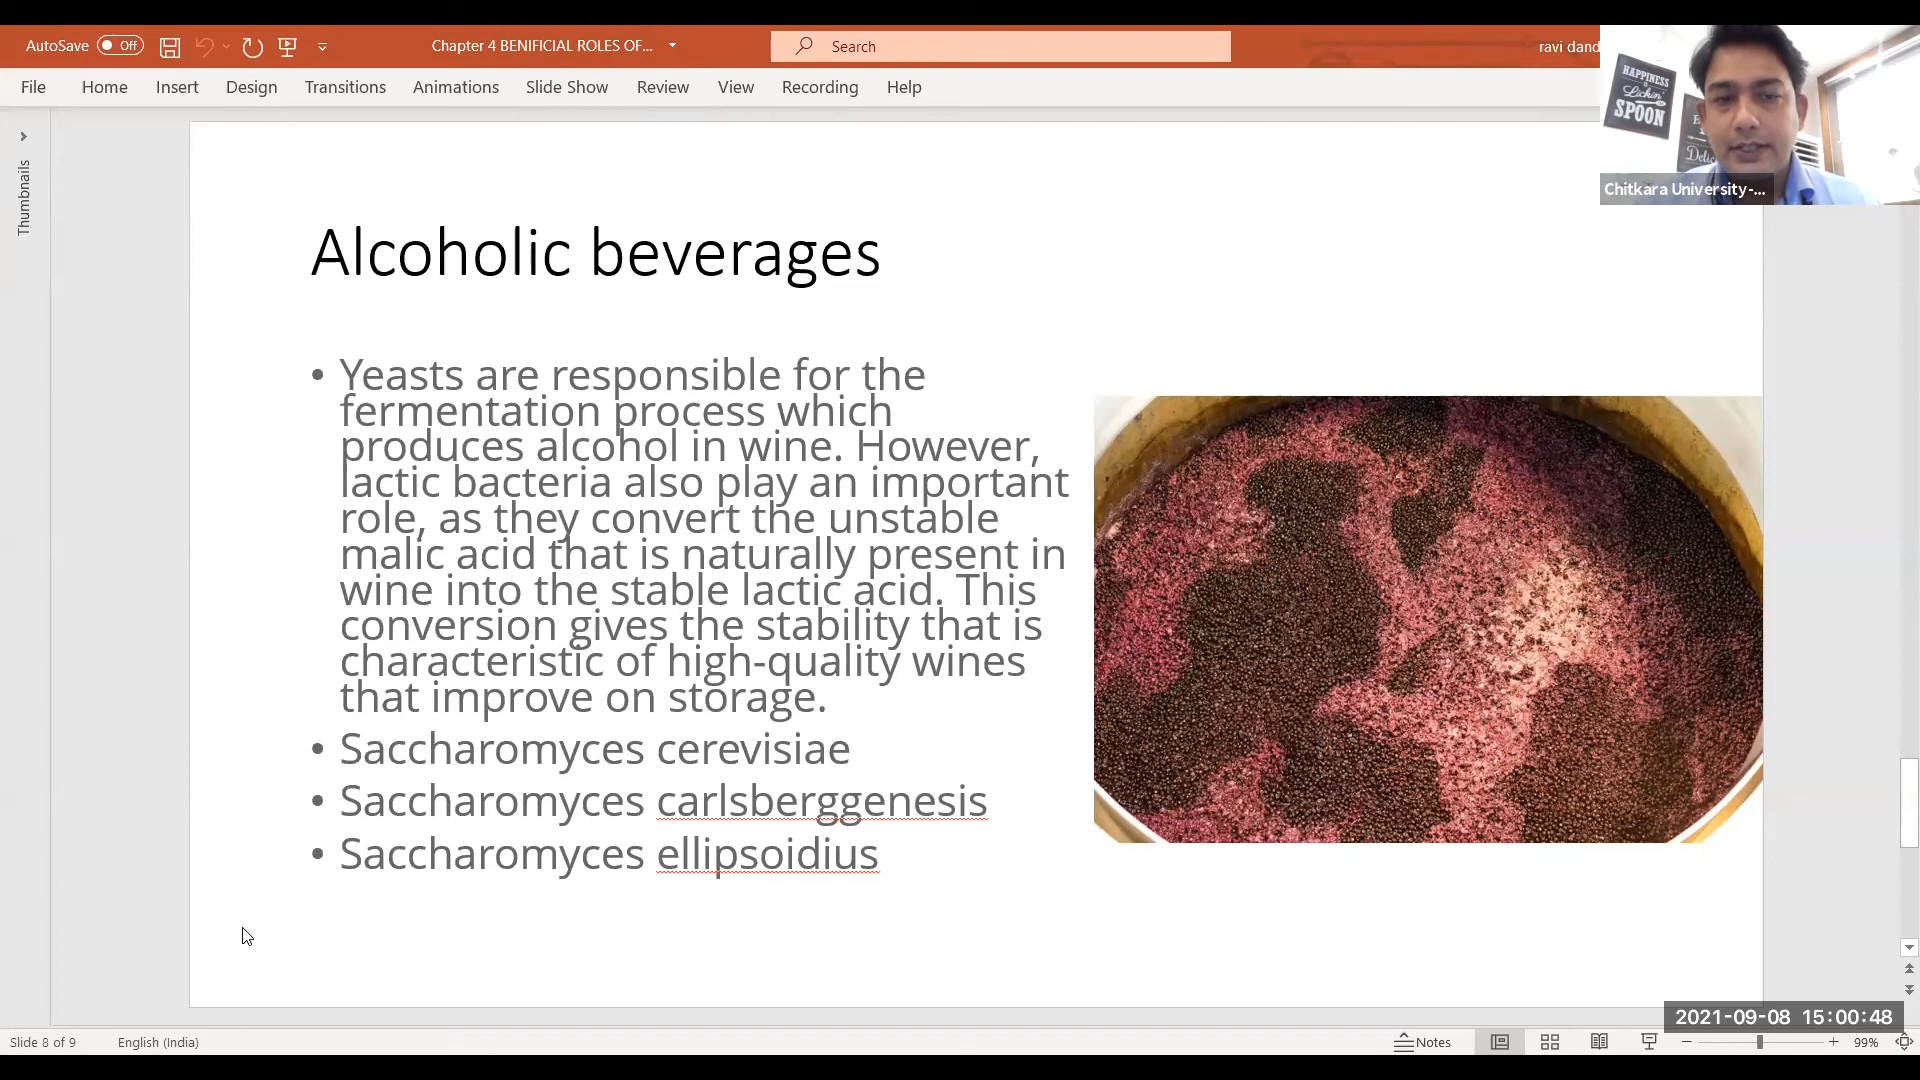 AutoSave Off
Chapter 4 BENIFICIAL ROLES OF...
Search
ravi dand
File Home Insert Design Transitions Animations Slide Show Review View Recording Help
HAPPINESS
Lickin'
SPOON
Chitkara University-...
Thumbnails
Alcoholic beverages
• Yeasts are responsible for the
fermentation process which
produces alcohol in wine. However,
lactic bacteria also play an important
role, as they convert the unstable
malic acid that is naturally present in
wine into the stable lactic acid. This
conversion gives the stability that is
characteristic of high-quality wines
that improve on storage.
• Saccharomyces cerevisiae
• Saccharomyces carlsberggenesis
• Saccharomyces ellipsoidius
2021-09-08 15:00:48
Slide 8 of 9 English (India) Notes 99%